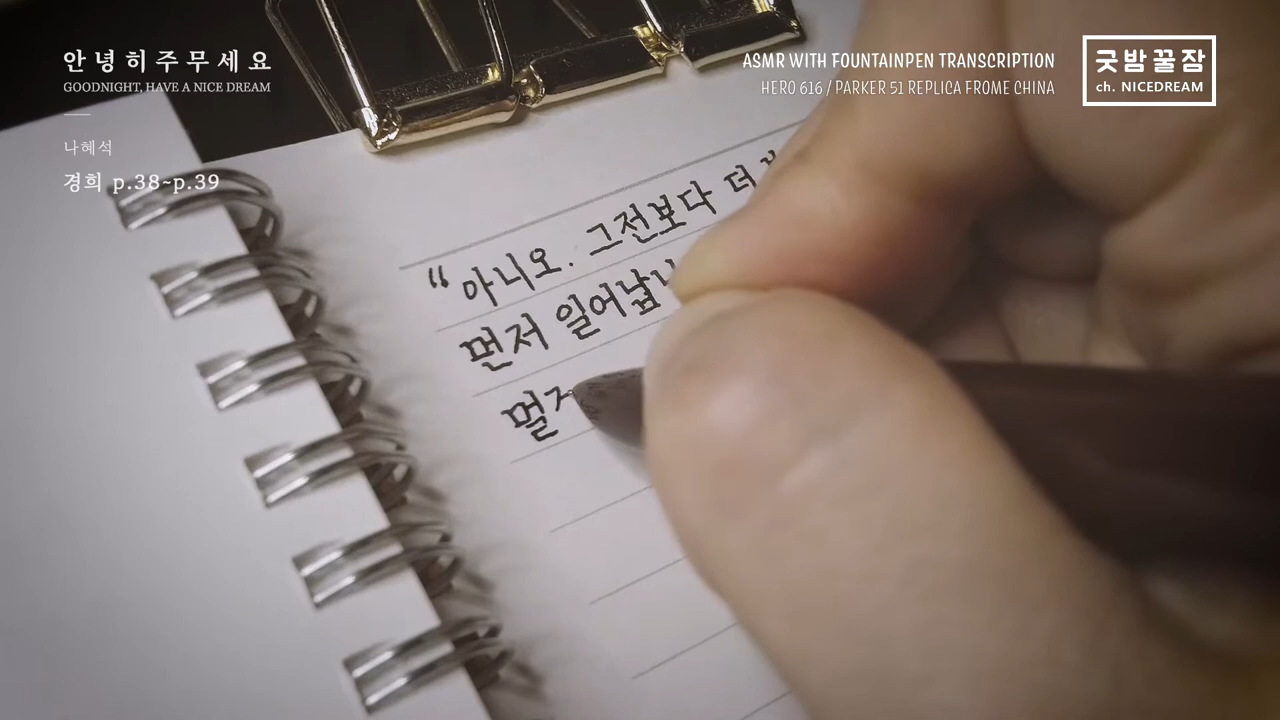 안녕히주무세요
GOODNIGHT, HAVE A NICE DREAM
나혜석
경희 p.38~p.39
ASMR WITH FOUNTAINPEN TRANSCRIPTION
HERO 616 / PARKER 51 REPLICA FROME CHINA
굿밤꿀잠
ch. NICEDREAM
“아니오. 그전보다 더
먼저 일어났
멀